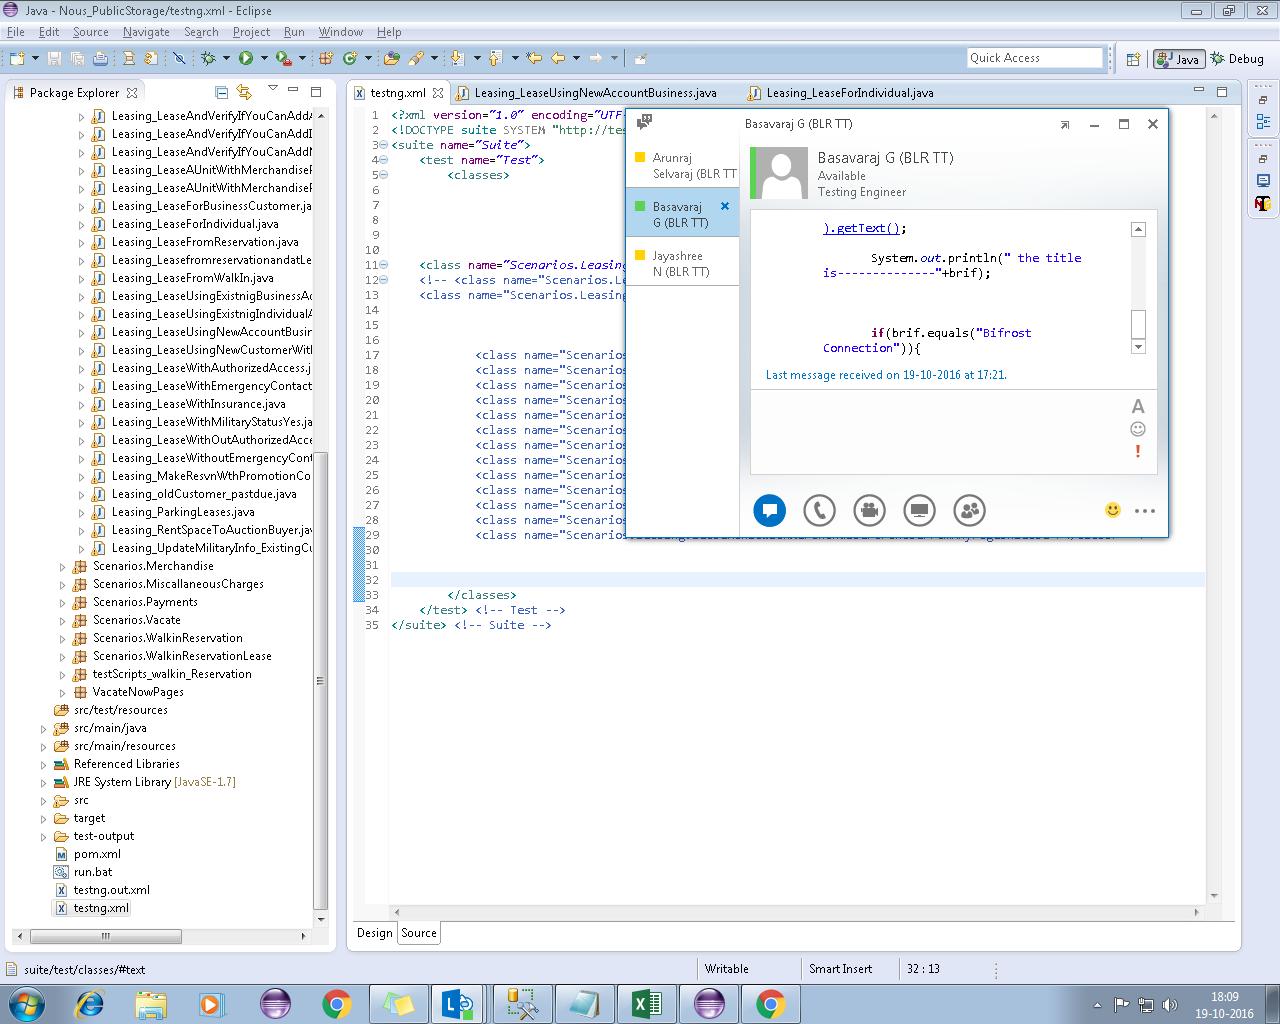 Java - Nous_PublicStorage/testng.xml - Eclipse
File Edit Source Navigate Search Project Run Window Help
Quick Access
Java
Debug
Package Explorer
testng.xml
Leasing_LeaseUsingNewAccountBusiness.java
Leasing_LeaseForIndividual.java
Leasing_LeaseAndVerifyIfYouCanAddA
Leasing_LeaseAndVerifyIfYouCanAddI
Leasing_LeaseAndVerifyIfYouCanAddN
Leasing_LeaseAUnitWithMerchandiseF
Leasing_LeaseAUnitWithMerchandiseF
Leasing_LeaseForBusinessCustomer.ja
Leasing_LeaseForIndividual.java
Leasing_LeaseFromReservation.java
Leasing_LeasefromreservationandatLe
Leasing_LeaseFromWalkIn.java
Leasing_LeaseUsingExistnigBusinessAc
Leasing_LeaseUsingExistnigIndividualA
Leasing_LeaseUsingNewAccountBusin
Leasing_LeaseUsingNewCustomerWith
Leasing_LeaseWithAuthorizedAccess.j
Leasing_LeaseWithEmergencyContact
Leasing_LeaseWithInsurance.java
Leasing_LeaseWithMilitaryStatusYes.ja
Leasing_LeaseWithOutAuthorizedAcce
Leasing_LeaseWithoutEmergencyCont
Leasing_MakeResvnWthPromotionCo
Leasing_oldCustomer_pastdue.java
Leasing_ParkingLeases.java
Leasing_RentSpaceToAuctionBuyer.jav
Leasing_UpdateMilitaryInfo_ExistingCu
Scenarios.Merchandise
Scenarios.MiscallaneousCharges
Scenarios.Payments
Scenarios.Vacate
Scenarios.WalkinReservation
Scenarios.WalkinReservationLease
testScripts_walkin_Reservation
VacateNowPages
src/test/resources
src/main/java
src/main/resources
Referenced Libraries
JRE System Library [JavaSE-1.7]
src
target
test-output
pom.xml
run.bat
testng.out.xml
testng.xml
1 <?xml version="1.0" encoding="UTF-
2 <!DOCTYPE suite SYSTEM "http://tes
3 <suite name="Suite">
4 <test name="Test">
5 <classes>
6
7
8
9
10
11 <class name="Scenarios.Leasing
12 <!-- <class name="Scenarios.Le
13 <class name="Scenarios.Leasing
14
15
16
17 <class name="Scenarios
18 <class name="Scenarios
19 <class name="Scenarios
20 <class name="Scenarios
21 <class name="Scenarios
22 <class name="Scenarios
23 <class name="Scenarios
24 <class name="Scenarios
25 <class name="Scenarios
26 <class name="Scenarios
27 <class name="Scenarios
28 <class name="Scenarios
29 <class name="Scenarios
30
31
32
33 </classes>
34 </test> <!-- Test -->
35 </suite> <!-- Suite -->
Basavaraj G (BLR TT)
Arunraj
Selvaraj (BLR TT
Basavaraj
G (BLR TT)
Jayashree
N (BLR TT)
Basavaraj G (BLR TT)
Available
Testing Engineer
).getText();
System.out.println(" the title
is--------------"+brif);
if(brif.equals("Bifrost
Connection")){
Last message received on 19-10-2016 at 17:21.
A
Design Source
suite/test/classes/#text
Writable
Smart Insert
32 : 13
18:09
19-10-2016